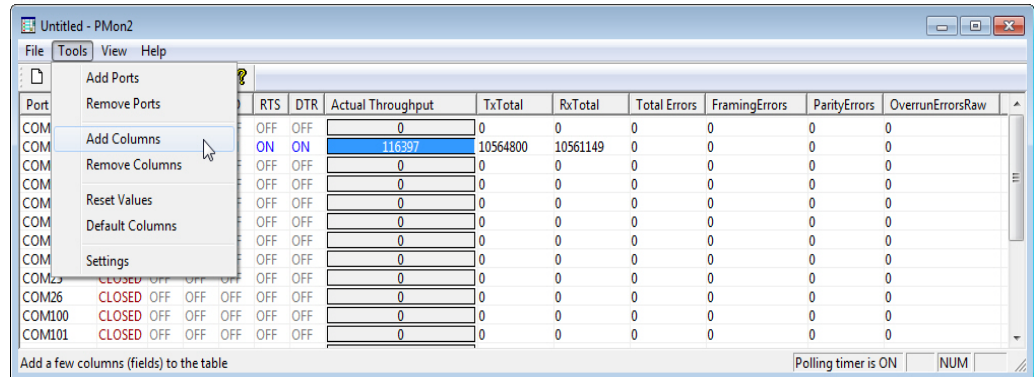 Untitled - PMon2
File Tools View Help
Add Ports
Remove Ports
Add Columns
Remove Columns
Reset Values
Default Columns
Settings
Port RTS DTR Actual Throughput TxTotal RxTotal Total Errors FramingErrors ParityErrors OverrunErrorsRaw
COM OFF OFF 0 0 0 0 0 0 0
COM ON ON 116397 10564800 10561149 0 0 0 0
COM OFF OFF 0 0 0 0 0 0 0
COM OFF OFF 0 0 0 0 0 0 0
COM OFF OFF 0 0 0 0 0 0 0
COM OFF OFF 0 0 0 0 0 0 0
COM OFF OFF 0 0 0 0 0 0 0
COM OFF OFF 0 0 0 0 0 0 0
COM25 CLOSED OFF OFF OFF OFF OFF 0 0 0 0 0 0 0
COM26 CLOSED OFF OFF OFF OFF OFF 0 0 0 0 0 0 0
COM100 CLOSED OFF OFF OFF OFF OFF 0 0 0 0 0 0 0
COM101 CLOSED OFF OFF OFF OFF OFF 0 0 0 0 0 0 0
Add a few columns (fields) to the table Polling timer is ON NUM